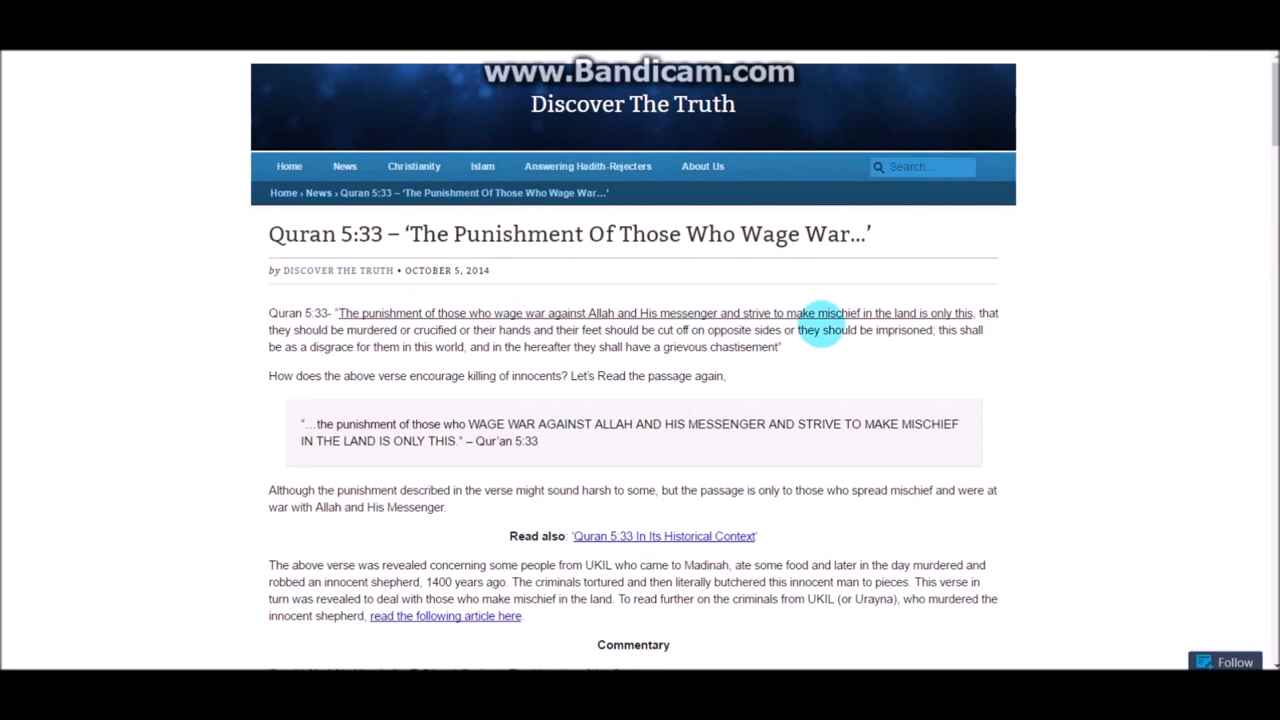 www.Bandicam.com
Discover The Truth
Home News Christianity Islam Answering Hadith-Rejecters About Us Search...
Home › News › Quran 5:33 – ‘The Punishment Of Those Who Wage War…’
Quran 5:33 – ‘The Punishment Of Those Who Wage War…’
by DISCOVER THE TRUTH • OCTOBER 5, 2014
Quran 5:33- “The punishment of those who wage war against Allah and His messenger and strive to make mischief in the land is only this, that
they should be murdered or crucified or their hands and their feet should be cut off on opposite sides or they should be imprisoned; this shall
be as a disgrace for them in this world, and in the hereafter they shall have a grievous chastisement”
How does the above verse encourage killing of innocents? Let’s Read the passage again,
“…the punishment of those who WAGE WAR AGAINST ALLAH AND HIS MESSENGER AND STRIVE TO MAKE MISCHIEF
IN THE LAND IS ONLY THIS.” – Qur’an 5:33
Although the punishment described in the verse might sound harsh to some, but the passage is only to those who spread mischief and were at
war with Allah and His Messenger.
Read also: ‘Quran 5:33 In Its Historical Context’
The above verse was revealed concerning some people from UKIL who came to Madinah, ate some food and later in the day murdered and
robbed an innocent shepherd, 1400 years ago. The criminals tortured and then literally butchered this innocent man to pieces. This verse in
turn was revealed to deal with those who make mischief in the land. To read further on the criminals from UKIL (or Urayna), who murdered the
innocent shepherd, read the following article here.
Commentary
Follow